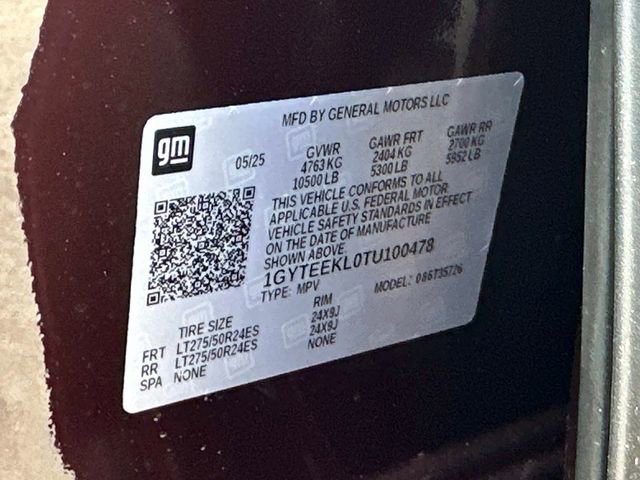 MFD BY GENERAL MOTORS LLC
gm
05/25
GVWR GAWR FRT GAWR RR
4763 KG 2404 KG 2700 KG
10500 LB 5300 LB 5952 LB
THIS VEHICLE CONFORMS TO ALL
APPLICABLE U.S. FEDERAL MOTOR
VEHICLE SAFETY STANDARDS IN EFFECT
ON THE DATE OF MANUFACTURE
SHOWN ABOVE.
1GYTEEKL0TU100478
TYPE: MPV MODEL: 086T35726
TIRE SIZE RIM
FRT LT275/50R24ES 24X9J
RR LT275/50R24ES 24X9J
SPA NONE NONE